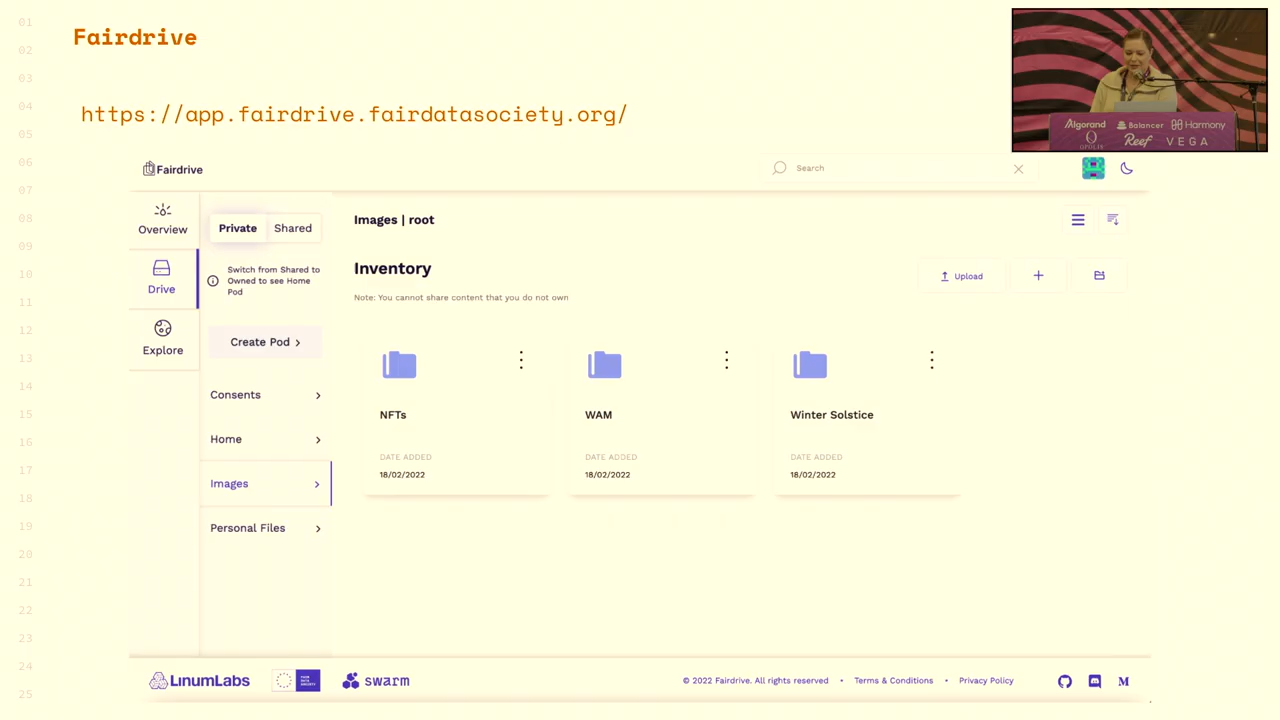 01
02
03
04
05
06
07
08
09
10
11
12
13
14
15
16
17
18
19
20
21
22
23
24
25
Fairdrive
https://app.fairdrive.fairdatasociety.org/
Algorand
Balancer
Harmony
OPOLIS
Reef
VEGA
Fairdrive
Search
Overview
Drive
Explore
Private
Shared
Switch from Shared to
Owned to see Home
Pod
Create Pod
Consents
Home
Images
Personal Files
Images | root
Inventory
Note: You cannot share content that you do not own
Upload
NFTs
DATE ADDED
18/02/2022
WAM
DATE ADDED
18/02/2022
Winter Solstice
DATE ADDED
18/02/2022
LINUMLABS
FAIR
DATA
SOCIETY
swarm
© 2022 Fairdrive. All rights reserved • Terms & Conditions • Privacy Policy
M